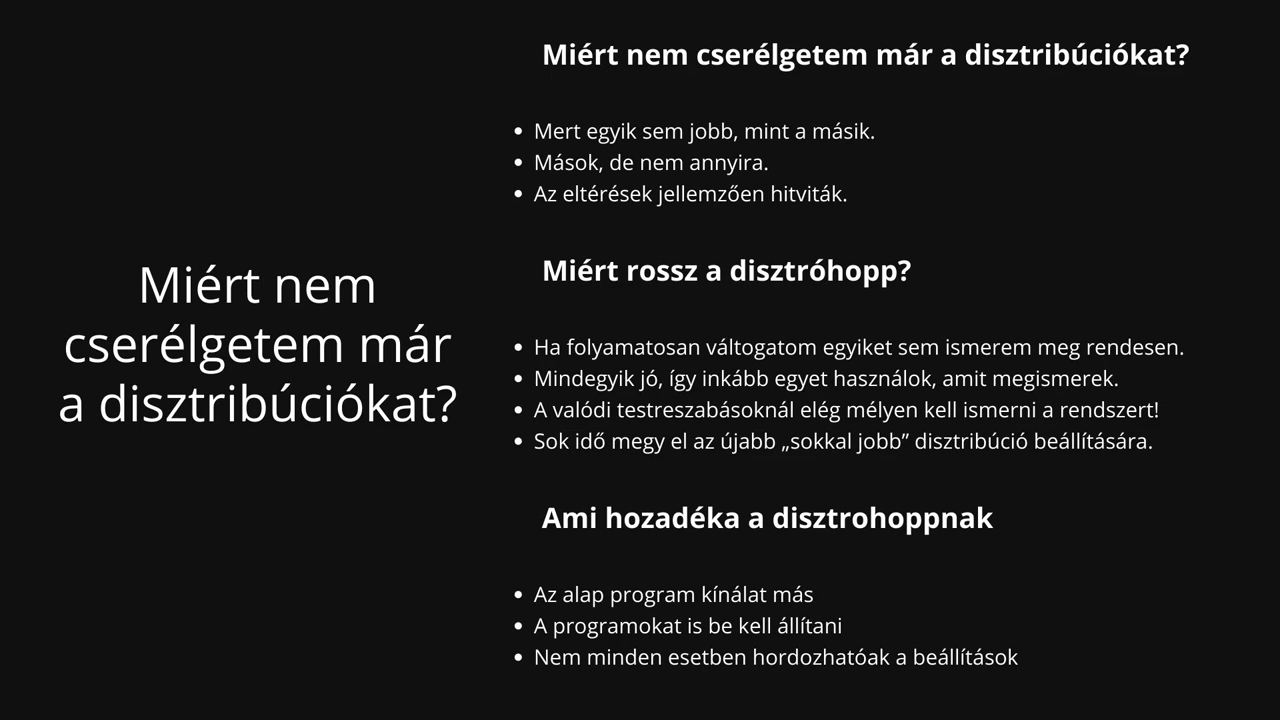 Miért nem
cserélgetem már
a disztribúciókat?
Miért nem cserélgetem már a disztribúciókat?
• Mert egyik sem jobb, mint a másik.
• Mások, de nem annyira.
• Az eltérések jellemzően hitviták.
Miért rossz a disztróhopp?
• Ha folyamatosan váltogatom egyiket sem ismerem meg rendesen.
• Mindegyik jó, így inkább egyet használok, amit megismerek.
• A valódi testreszabásoknál elég mélyen kell ismerni a rendszert!
• Sok idő megy el az újabb „sokkal jobb” disztribúció beállítására.
Ami hozadéka a disztrohoppnak
• Az alap program kínálat más
• A programokat is be kell állítani
• Nem minden esetben hordozhatóak a beállítások